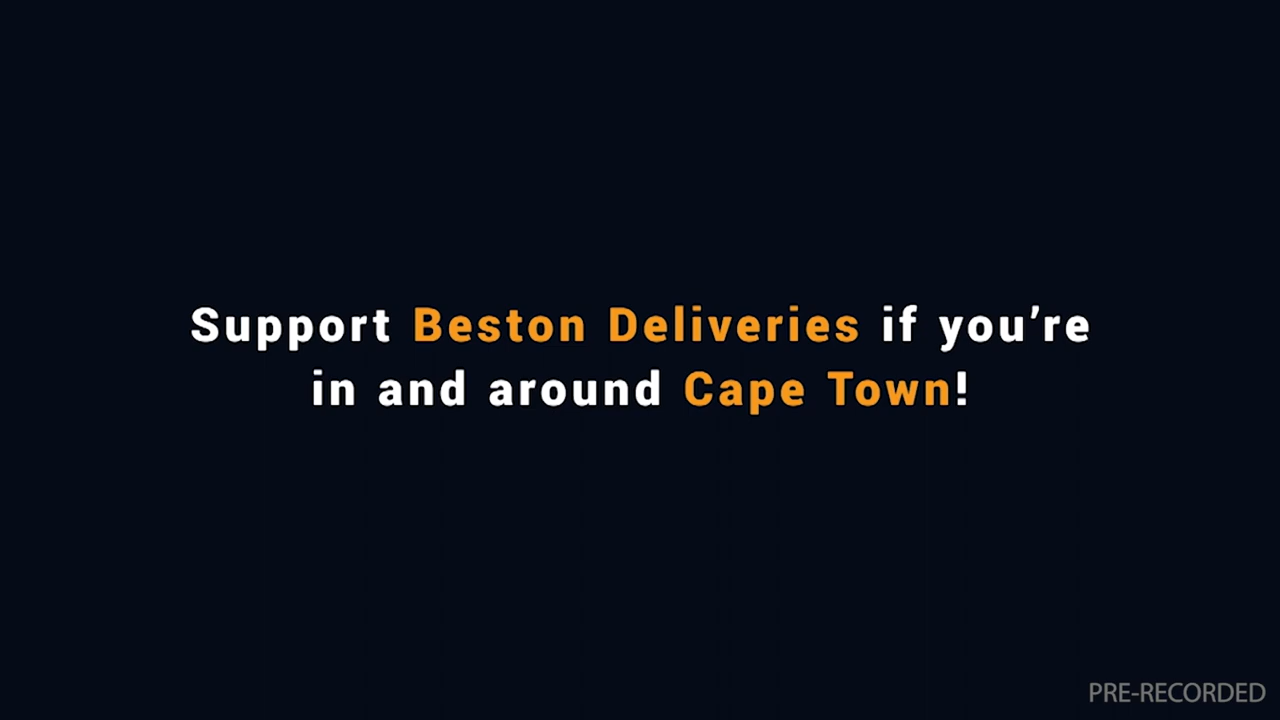 Support Beston Deliveries if you’re
in and around Cape Town!
PRE-RECORDED